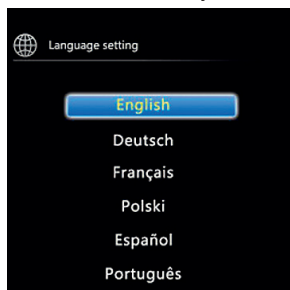 Language setting
English
Deutsch
Français
Polski
Español
Português